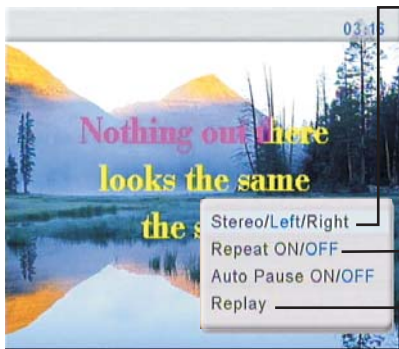 03:16
Nothing out there
looks the same
the s
Stereo/Left/Right
Repeat ON/OFF
Auto Pause ON/OFF
Replay